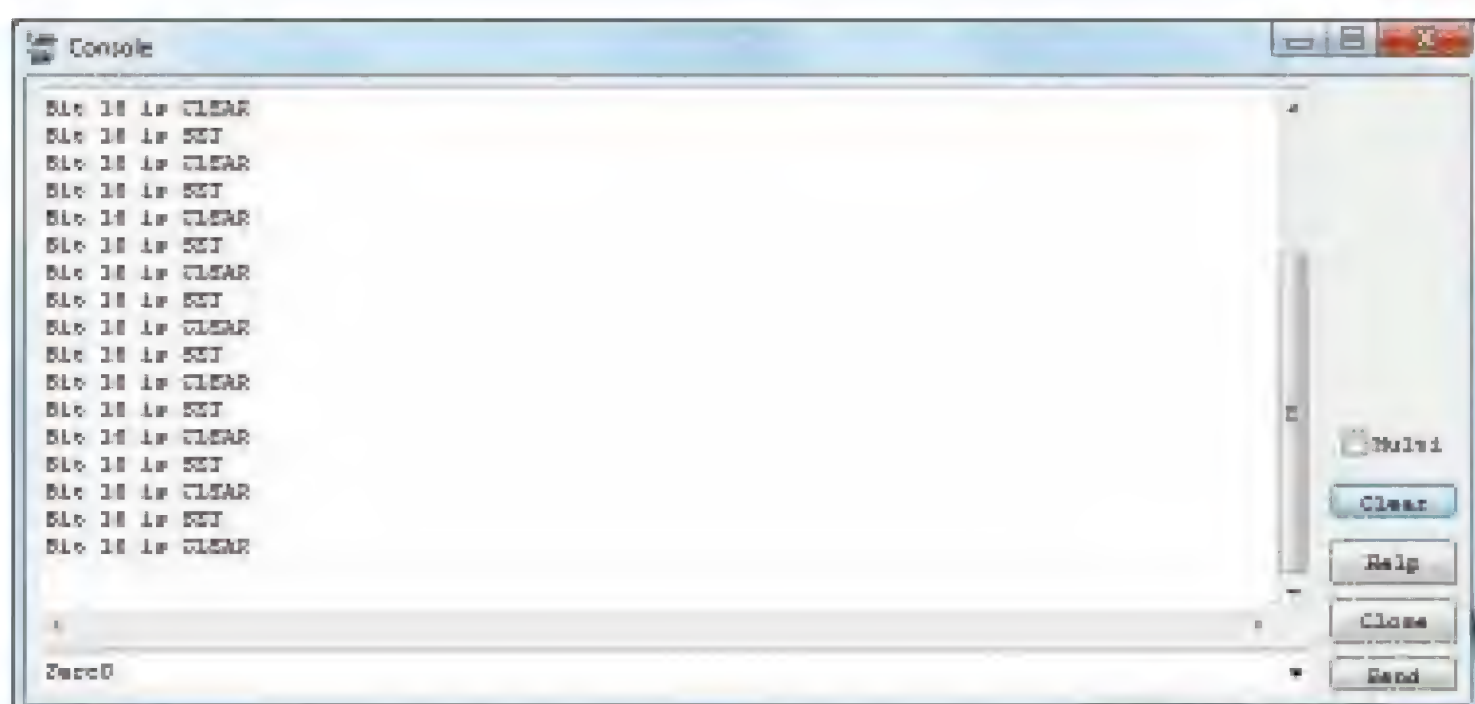 Console
Bit 18 is CLEAR
Bit 18 is SET
Bit 18 is CLEAR
Bit 18 is SET
Bit 18 is CLEAR
Bit 18 is SET
Bit 18 is CLEAR
Bit 18 is SET
Bit 18 is CLEAR
Bit 18 is SET
Bit 18 is CLEAR
Bit 18 is SET
Bit 18 is CLEAR
Bit 18 is SET
Bit 18 is CLEAR
Bit 18 is SET
Bit 18 is CLEAR
Multi
Clear
Help
Close
Zero0
Send